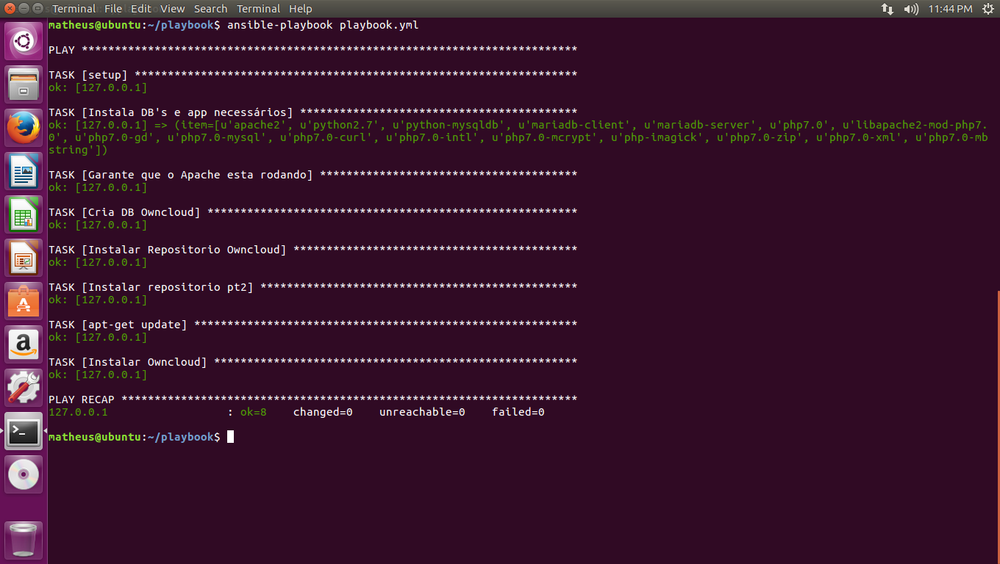 Terminal File Edit View Search Terminal Help 11:44 PM
matheus@ubuntu:~/playbook$ ansible-playbook playbook.yml
PLAY ***************************************************************************
TASK [setup] *******************************************************************
ok: [127.0.0.1]
TASK [Instala DB's e app necessários] ******************************************
ok: [127.0.0.1] => (item=[u'apache2', u'python2.7', u'python-mysqldb', u'mariadb-client', u'mariadb-server', u'php7.0', u'libapache2-mod-php7.
0', u'php7.0-gd', u'php7.0-mysql', u'php7.0-curl', u'php7.0-intl', u'php7.0-mcrypt', u'php-imagick', u'php7.0-zip', u'php7.0-xml', u'php7.0-mb
string'])
TASK [Garante que o Apache esta rodando] ***************************************
ok: [127.0.0.1]
TASK [Cria DB Owncloud] ********************************************************
ok: [127.0.0.1]
TASK [Instalar Repositorio Owncloud] *******************************************
ok: [127.0.0.1]
TASK [Instalar repositorio pt2] ************************************************
ok: [127.0.0.1]
TASK [apt-get update] **********************************************************
ok: [127.0.0.1]
TASK [Instalar Owncloud] *******************************************************
ok: [127.0.0.1]
PLAY RECAP *********************************************************************
127.0.0.1                  : ok=8    changed=0    unreachable=0    failed=0
matheus@ubuntu:~/playbook$